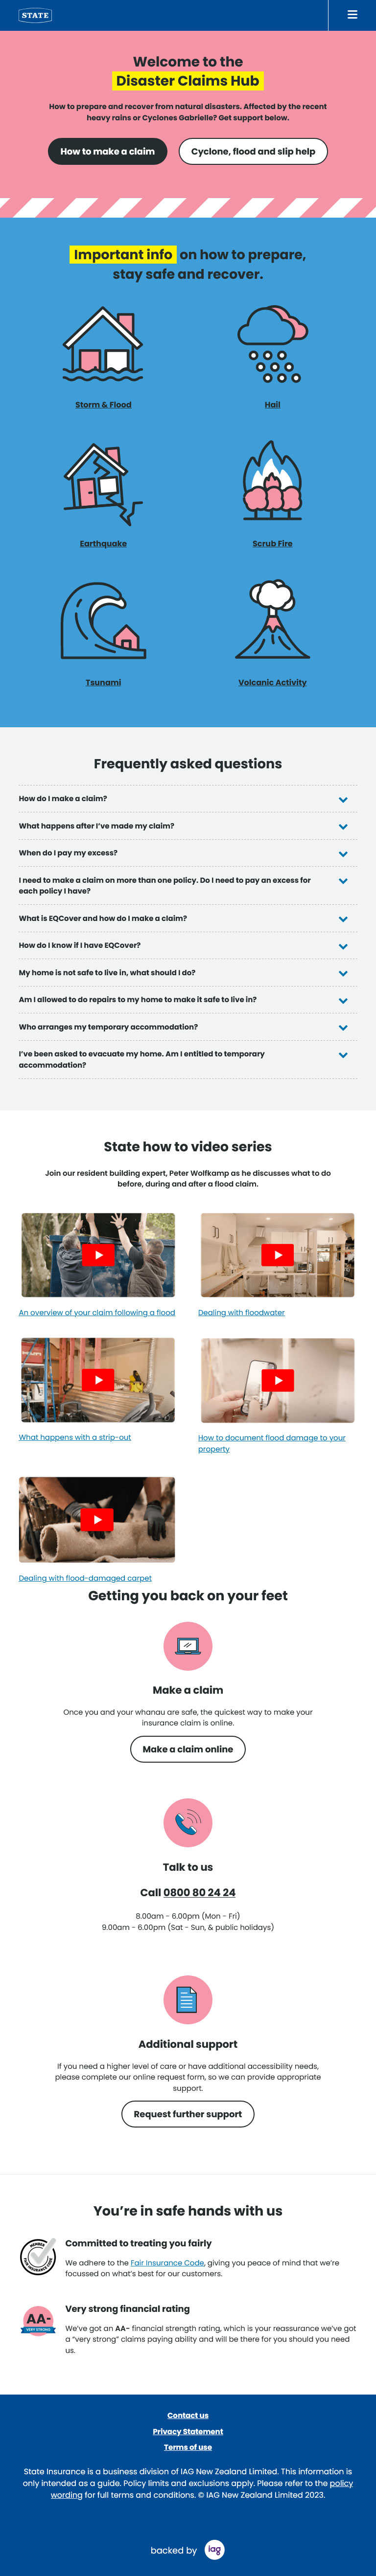 STATE
Welcome to the
Disaster Claims Hub
How to prepare and recover from natural disasters. Affected by the recent
heavy rains or Cyclones Gabrielle? Get support below.
How to make a claim
Cyclone, flood and slip help
Important info on how to prepare,
stay safe and recover.
Storm & Flood
Hail
Earthquake
Scrub Fire
Tsunami
Volcanic Activity
Frequently asked questions
How do I make a claim?
What happens after I've made my claim?
When do I pay my excess?
I need to make a claim on more than one policy. Do I need to pay an excess for
each policy I have?
What is EQCover and how do I make a claim?
How do I know if I have EQCover?
My home is not safe to live in, what should I do?
Am I allowed to do repairs to my home to make it safe to live in?
Who arranges my temporary accommodation?
I've been asked to evacuate my home. Am I entitled to temporary
accommodation?
State how to video series
Join our resident building expert, Peter Wolfkamp as he discusses what to do
before, during and after a flood claim.
An overview of your claim following a flood
Dealing with floodwater
What happens with a strip-out
How to document flood damage to your
property
Dealing with flood-damaged carpet
Getting you back on your feet
Make a claim
Once you and your whanau are safe, the quickest way to make your
insurance claim is online.
Make a claim online
Talk to us
Call 0800 80 24 24
8.00am - 6.00pm (Mon - Fri)
9.00am - 6.00pm (Sat - Sun, & public holidays)
Additional support
If you need a higher level of care or have additional accessibility needs,
please complete our online request form, so we can provide appropriate
support.
Request further support
You're in safe hands with us
MEMBER
FAIR INSURANCE CODE
Committed to treating you fairly
We adhere to the Fair Insurance Code, giving you peace of mind that we're
focussed on what's best for our customers.
AA-
VERY STRONG
Very strong financial rating
We've got an AA- financial strength rating, which is your reassurance we've got
a "very strong" claims paying ability and will be there for you should you need
us.
Contact us
Privacy Statement
Terms of use
State Insurance is a business division of IAG New Zealand Limited. This information is
only intended as a guide. Policy limits and exclusions apply. Please refer to the policy
wording for full terms and conditions. © IAG New Zealand Limited 2023.
backed by iag